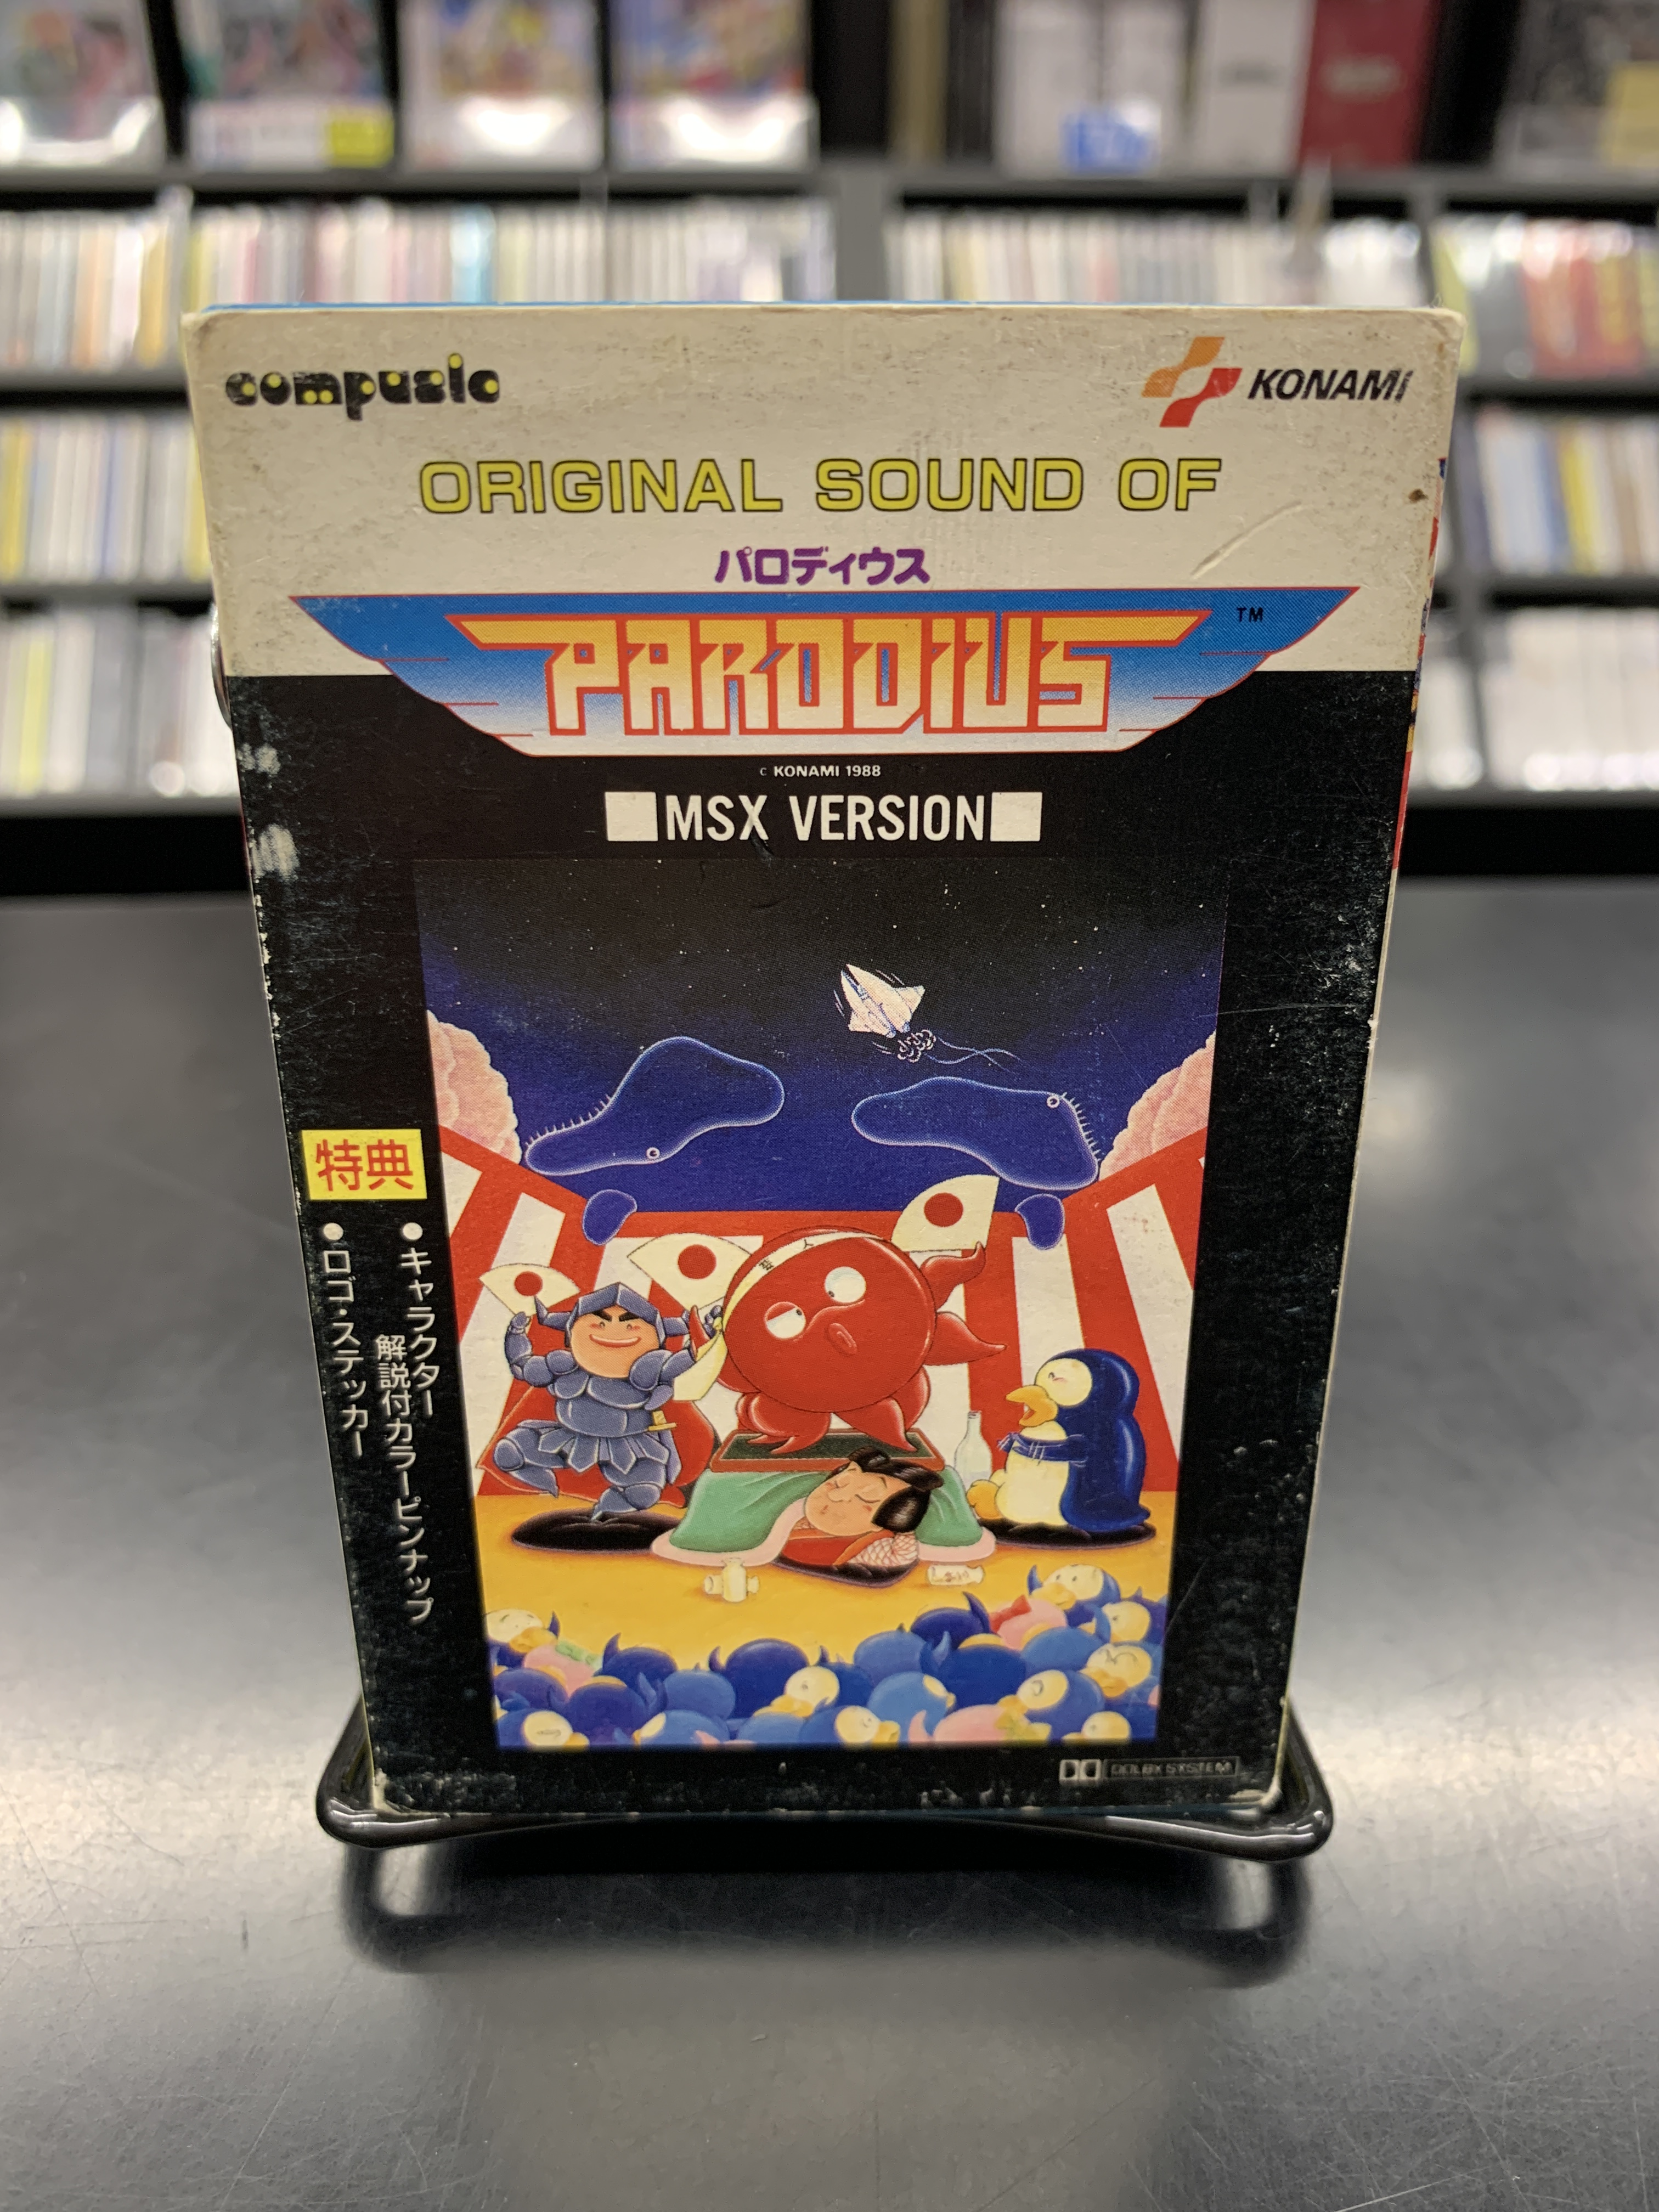 compusic
KONAMI
ORIGINAL SOUND OF
パロディウス
PARODIUS
TM
© KONAMI 1988
MSX VERSION
特典
●キャラクター
解説付カラーピンナップ
●ロゴ・ステッカー
DOLBY SYSTEM